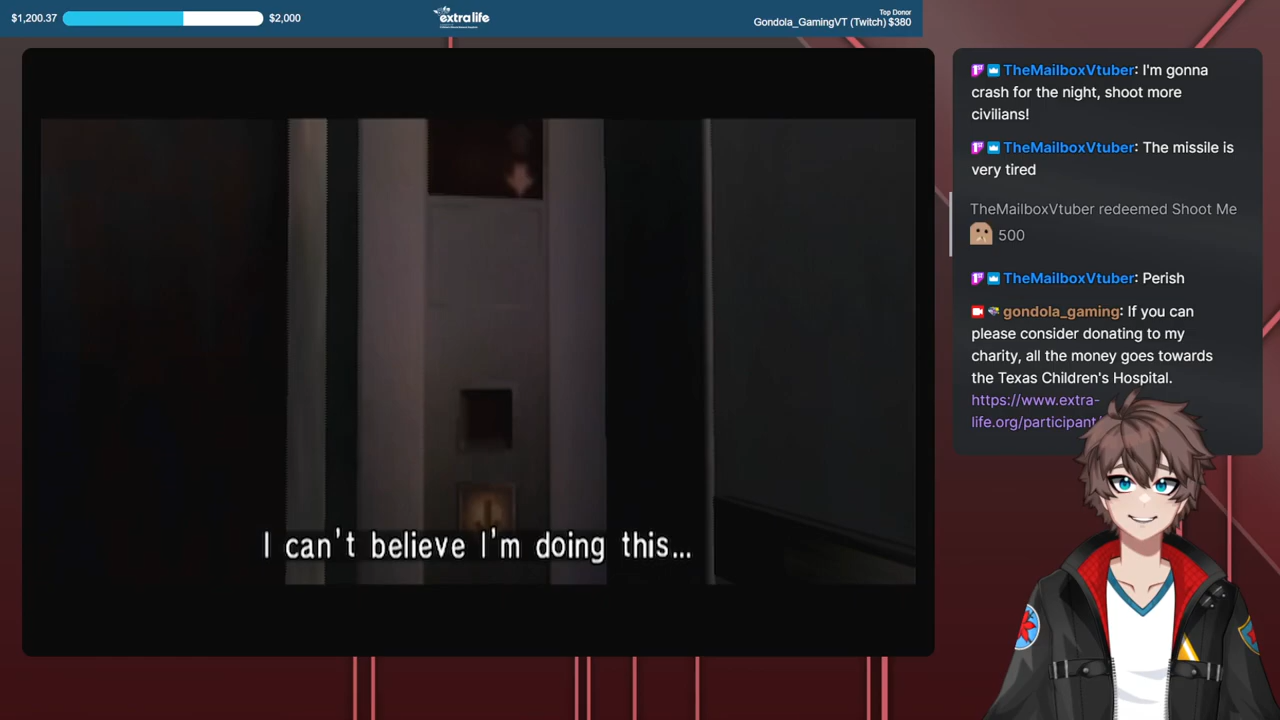 $1,200.37
$2,000
extralife
Top Donor
Gondola_GamingVT (Twitch) $380
TheMailboxVtuber: I'm gonna
crash for the night, shoot more
civilians!
TheMailboxVtuber: The missile is
very tired
TheMailboxVtuber redeemed Shoot Me
500
TheMailboxVtuber: Perish
gondola_gaming: If you can
please consider donating to my
charity, all the money goes towards
the Texas Children's Hospital.
https://www.extra-
life.org/participant
I can't believe I'm doing this...